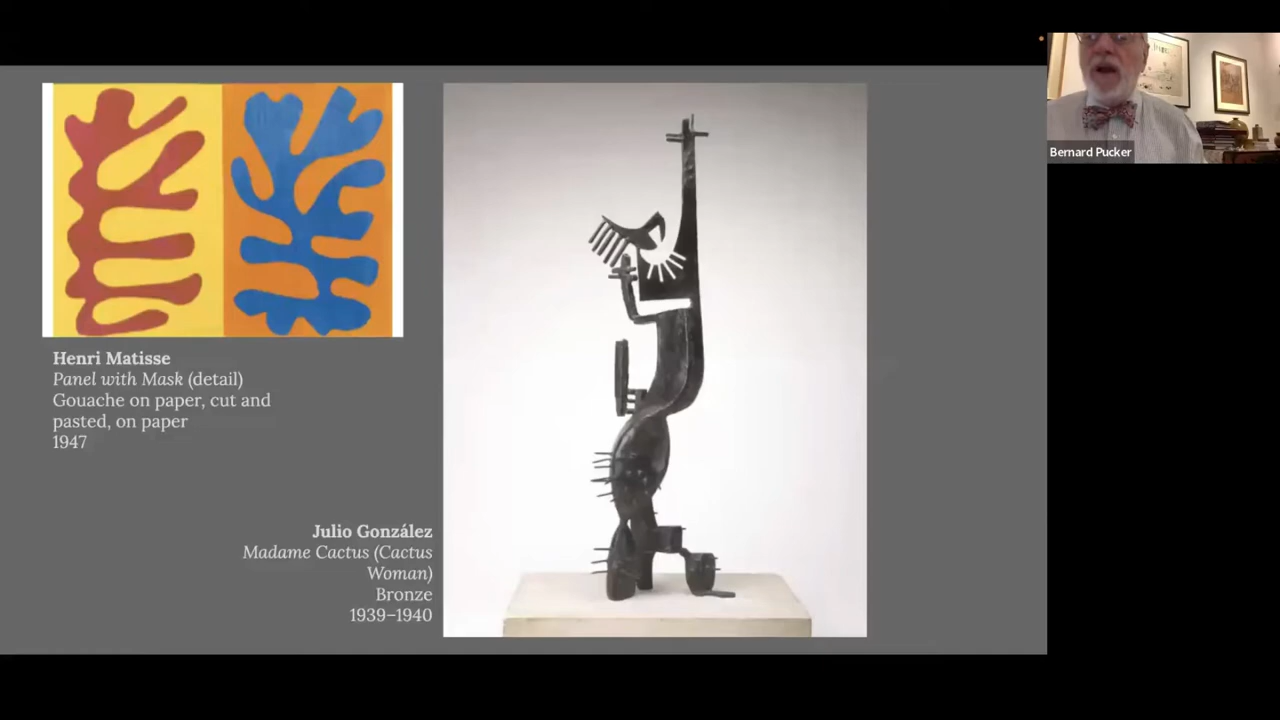 Henri Matisse
Panel with Mask (detail)
Gouache on paper, cut and
pasted, on paper
1947
Julio González
Madame Cactus (Cactus
Woman)
Bronze
1939–1940
Bernard Pucker